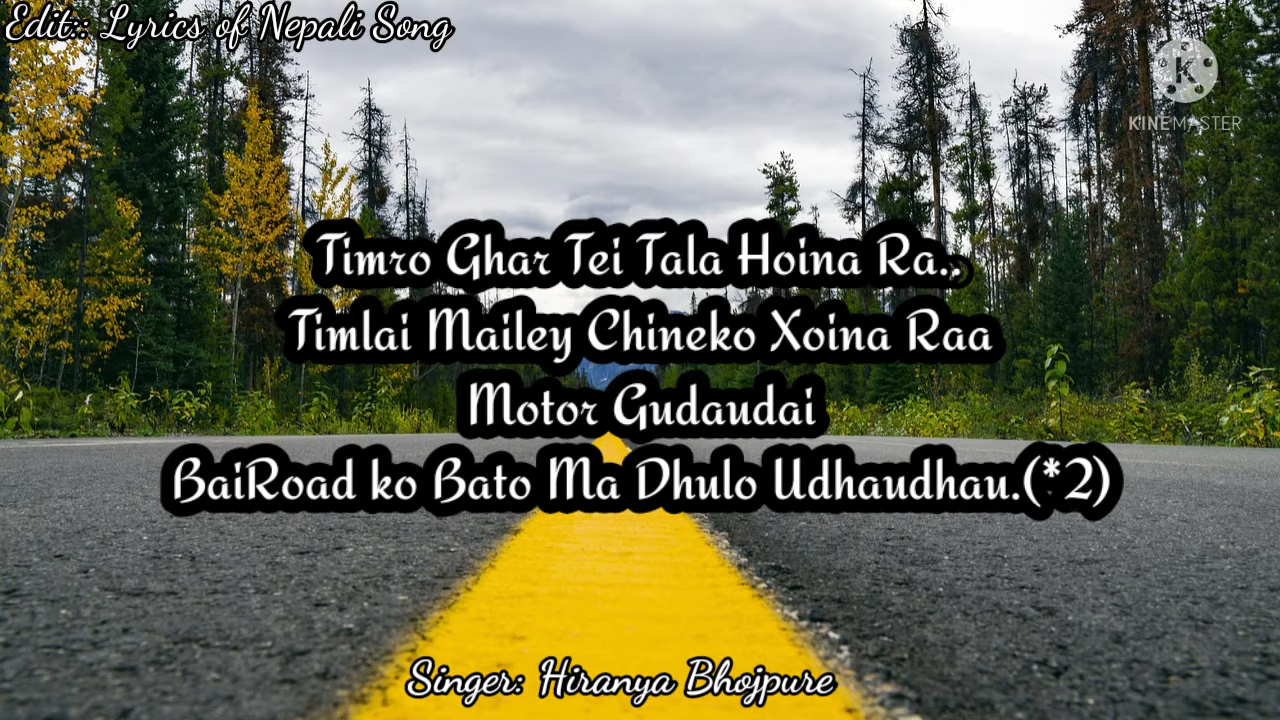 Edit:: Lyrics of Nepali Song
KINEMASTER
Timro Ghar Tei Tala Hoina Ra..,
Timlai Mailey Chineko Xoina Raa
Motor Gudaudai
BaiRoad ko Bato Ma Dhulo Udhaudhau.(*2)
Singer: Hiranya Bhojpure